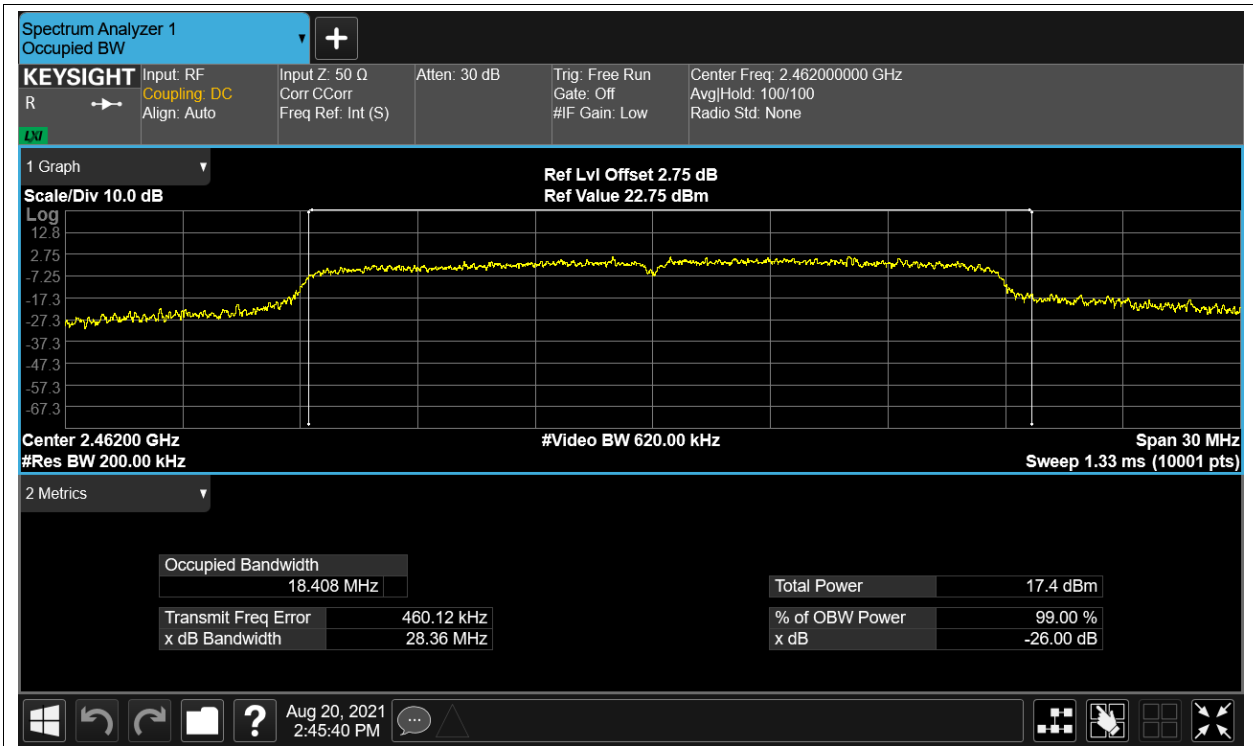 Spectrum Analyzer 1
Occupied BW
KEYSIGHT
R
LXI
Input: RF
Coupling: DC
Align: Auto
Input Z: 50 Ω
Corr CCorr
Freq Ref: Int (S)
Atten: 30 dB
Trig: Free Run
Gate: Off
#IF Gain: Low
Center Freq: 2.462000000 GHz
Avg|Hold: 100/100
Radio Std: None
1 Graph
Scale/Div 10.0 dB
Ref Lvl Offset 2.75 dB
Ref Value 22.75 dBm
Log
12.8
2.75
-7.25
-17.3
-27.3
-37.3
-47.3
-57.3
-67.3
Center 2.46200 GHz
#Video BW 620.00 kHz
Span 30 MHz
#Res BW 200.00 kHz
Sweep 1.33 ms (10001 pts)
2 Metrics
Occupied Bandwidth
18.408 MHz
Total Power 17.4 dBm
Transmit Freq Error 460.12 kHz
% of OBW Power 99.00 %
x dB Bandwidth 28.36 MHz
x dB -26.00 dB
?
Aug 20, 2021
2:45:40 PM